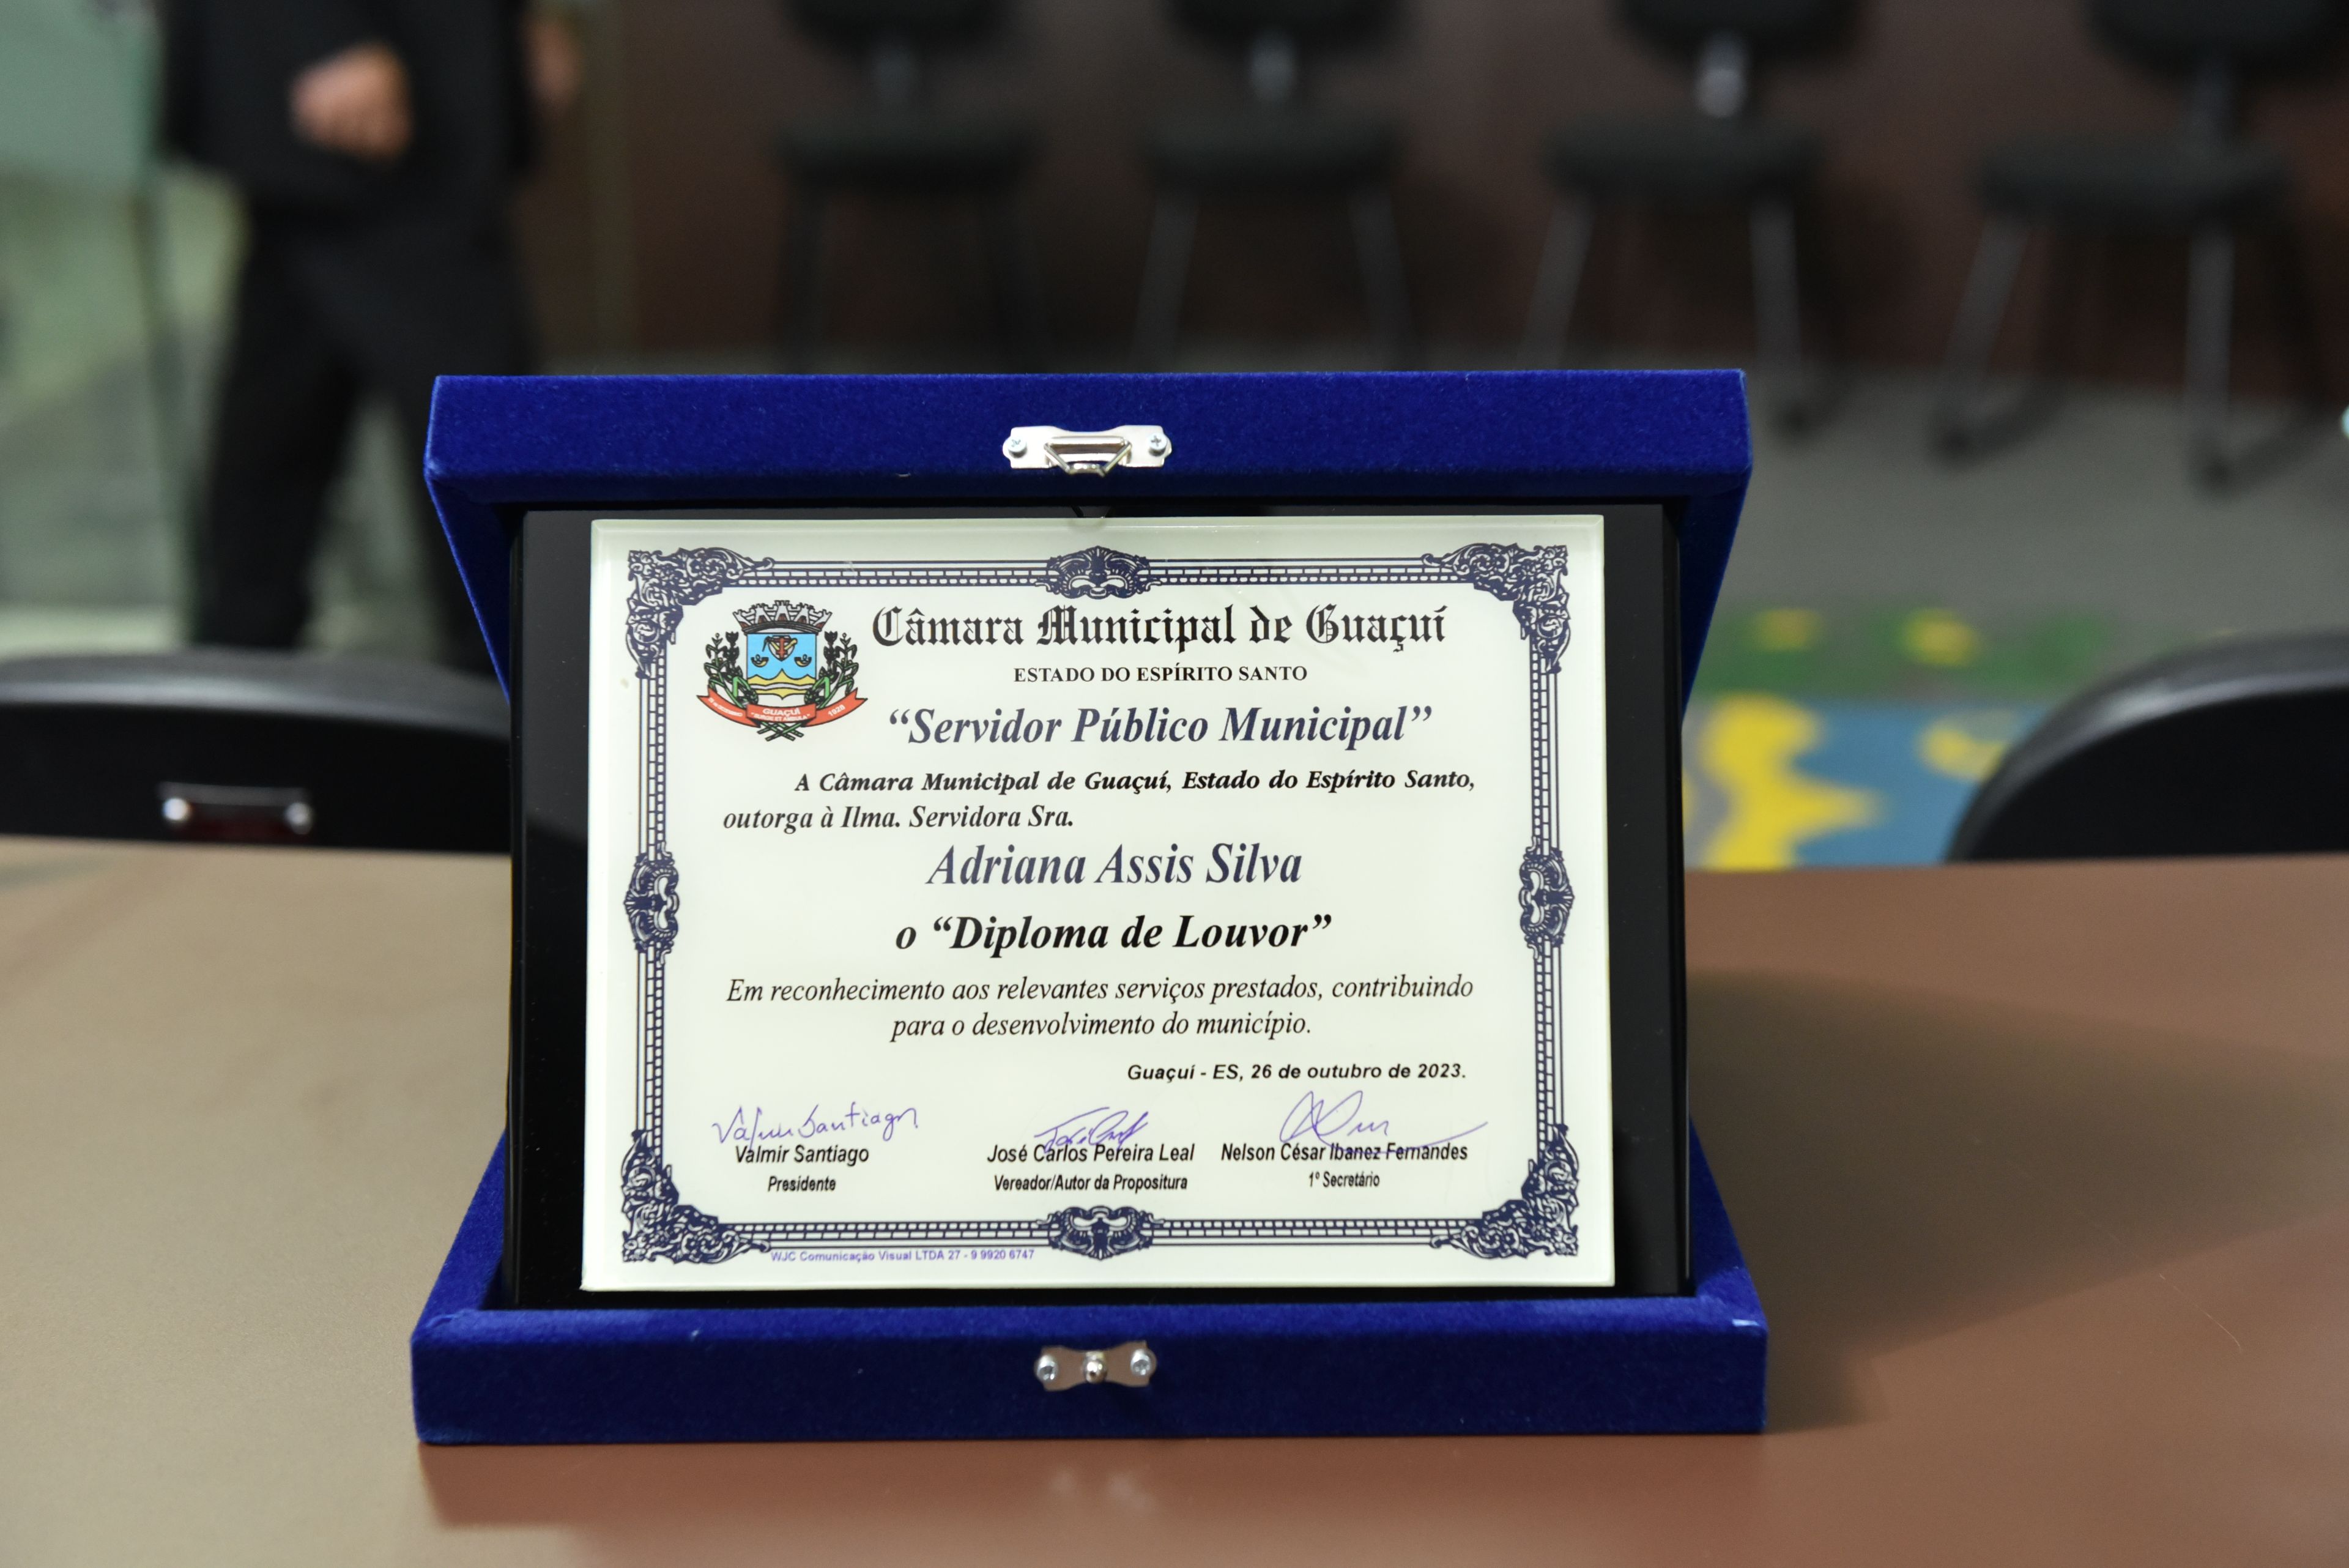 Câmara Municipal de Guaçuí
ESTADO DO ESPÍRITO SANTO
GUAÇUÍ
1929
“Servidor Público Municipal”
A Câmara Municipal de Guaçuí, Estado do Espírito Santo,
outorga à Ilma. Servidora Sra.
Adriana Assis Silva
o “Diploma de Louvor”
Em reconhecimento aos relevantes serviços prestados, contribuindo
para o desenvolvimento do município.
Guaçuí - ES, 26 de outubro de 2023.
Valmir Santiago
Valmir Santiago José Carlos Pereira Leal Nelson César Ibanez Fernandes
Presidente Vereador/Autor da Propositura 1º Secretário
WJC Comunicação Visual LTDA 27 - 9 9920 6747